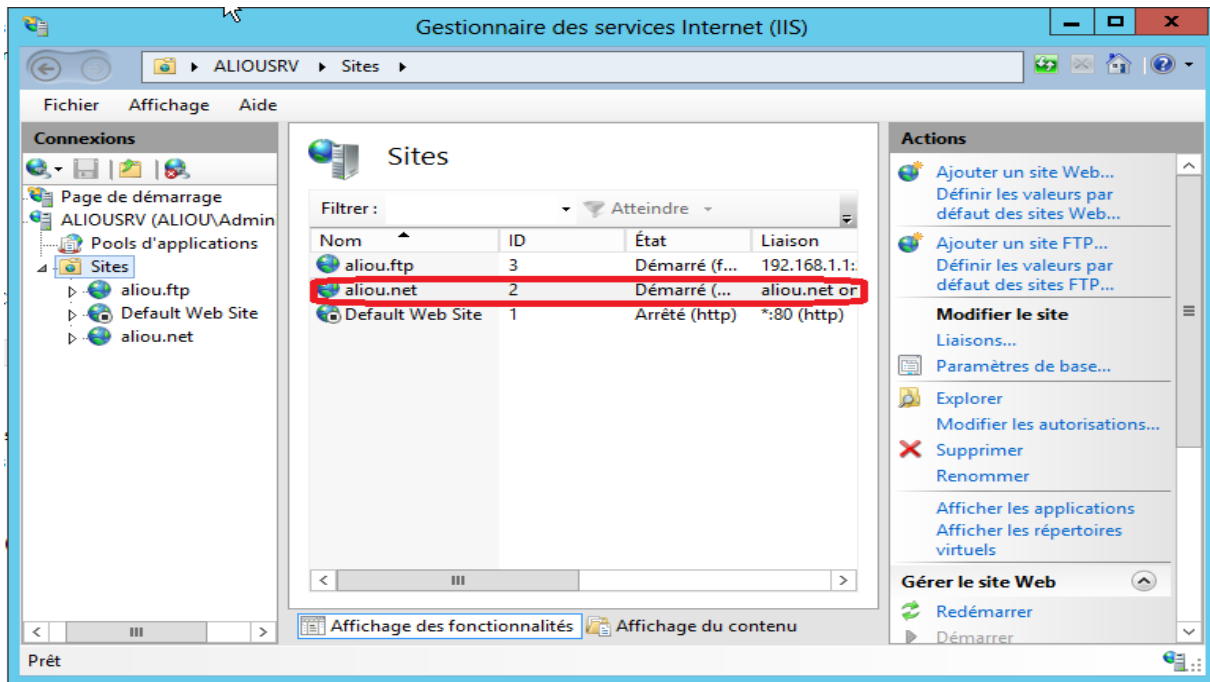 Gestionnaire des services Internet (IIS)
ALIOUSRV
Sites
Fichier Affichage Aide
Connexions
Page de démarrage
ALIOUSRV (ALIOU\Admin
Pools d'applications
Sites
aliou.ftp
Default Web Site
aliou.net
Sites
Filtrer :
Atteindre
Nom ID État Liaison
aliou.ftp 3 Démarré (f... 192.168.1.1:
aliou.net 2 Démarré (... aliou.net or
Default Web Site 1 Arrêté (http) *:80 (http)
Affichage des fonctionnalités Affichage du contenu
Actions
Ajouter un site Web...
Définir les valeurs par
défaut des sites Web...
Ajouter un site FTP...
Définir les valeurs par
défaut des sites FTP...
Modifier le site
Liaisons...
Paramètres de base...
Explorer
Modifier les autorisations...
Supprimer
Renommer
Afficher les applications
Afficher les répertoires
virtuels
Gérer le site Web
Redémarrer
Démarrer
Prêt